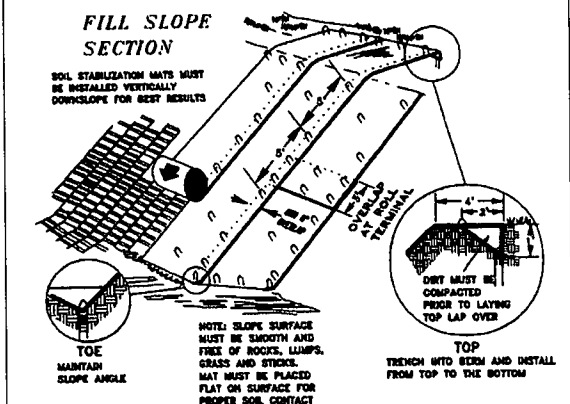 FILL SLOPE
SECTION
SOIL STABILIZATION MATS MUST
BE INSTALLED VERTICALLY
DOWNSLOPE FOR BEST RESULTS
OVERLAP
AT ROLL
TERMINAL
4'
2'
DIRT MUST BE
COMPACTED
PRIOR TO LAYING
TOP LAP OVER
TOE
MAINTAIN
SLOPE ANGLE
NOTE: SLOPE SURFACE
MUST BE SMOOTH AND
FREE OF ROCKS, LUMPS,
GRASS AND STICKS.
MAT MUST BE PLACED
FLAT ON SURFACE FOR
PROPER SOIL CONTACT
TOP
TRENCH INTO BERM AND INSTALL
FROM TOP TO THE BOTTOM